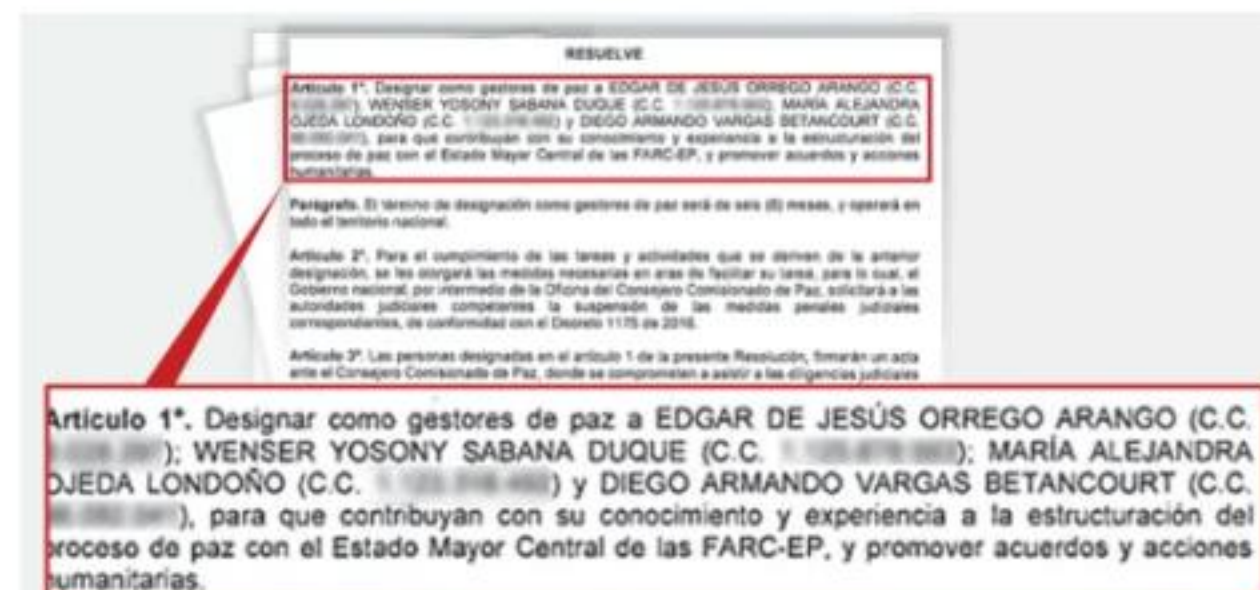 RESUELVE
Artículo 1°. Designar como gestores de paz a EDGAR DE JESÚS ORREGO ARANGO (C.C.
); WENSER YOSONY SABANA DUQUE (C.C. ); MARÍA ALEJANDRA
OJEDA LONDOÑO (C.C. ) y DIEGO ARMANDO VARGAS BETANCOURT (C.C.
), para que contribuyan con su conocimiento y experiencia a la estructuración del
proceso de paz con el Estado Mayor Central de las FARC-EP, y promover acuerdos y acciones
humanitarias.
Parágrafo. El término de designación como gestores de paz será de seis (6) meses, y operará en
todo el territorio nacional.
Artículo 2°. Para el cumplimiento de las tareas y actividades que se deriven de la anterior
designación, se les otorgará las medidas necesarias en aras de facilitar su tarea, para lo cual, el
Gobierno nacional, por intermedio de la Oficina del Consejero Comisionado de Paz, solicitará a las
autoridades judiciales competentes la suspensión de las medidas penales judiciales
correspondientes, de conformidad con el Decreto 1175 de 2016.
Artículo 3°. Las personas designadas en el artículo 1 de la presente Resolución, firmarán un acta
ante el Consejero Comisionado de Paz, donde se comprometen a asistir a las diligencias judiciales
Artículo 1°. Designar como gestores de paz a EDGAR DE JESÚS ORREGO ARANGO (C.C.
); WENSER YOSONY SABANA DUQUE (C.C. ); MARÍA ALEJANDRA
OJEDA LONDOÑO (C.C. ) y DIEGO ARMANDO VARGAS BETANCOURT (C.C.
), para que contribuyan con su conocimiento y experiencia a la estructuración del
proceso de paz con el Estado Mayor Central de las FARC-EP, y promover acuerdos y acciones
humanitarias.